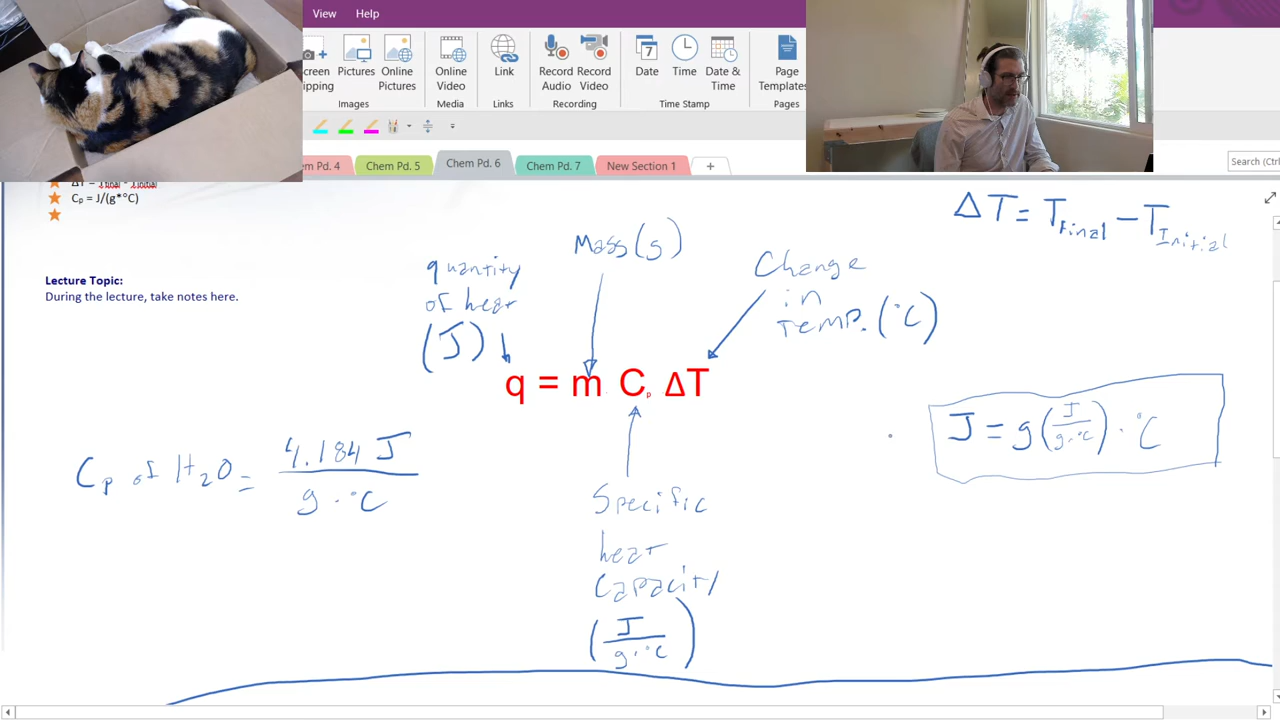 View Help
Screen Clipping
Pictures
Online Pictures
Images
Online Video
Media
Link
Links
Record Audio
Record Video
Recording
Date
Time
Date & Time
Time Stamp
Page Templates
Pages
m Pd. 4
Chem Pd. 5
Chem Pd. 6
Chem Pd. 7
New Section 1
+
Search (Ctrl
ΔT = Tfinal - Tinitial
Cp = J/(g*°C)
ΔT = TFinal - TInitial
Lecture Topic:
During the lecture, take notes here.
quantity
of heat
(J)
Mass (g)
Change
in
Temp. (°C)
q = m Cp ΔT
J = g (J/g·°C) · °C
Cp of H2O = 4.184 J / g·°C
Specific
heat
Capacity
(J/g·°C)